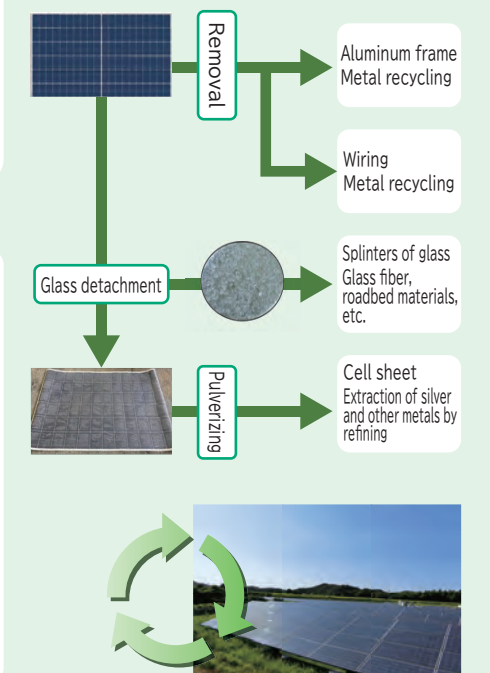 Removal
Aluminum frame
Metal recycling
Wiring
Metal recycling
Glass detachment
Splinters of glass
Glass fiber,
roadbed materials,
etc.
Pulverizing
Cell sheet
Extraction of silver
and other metals by
refining